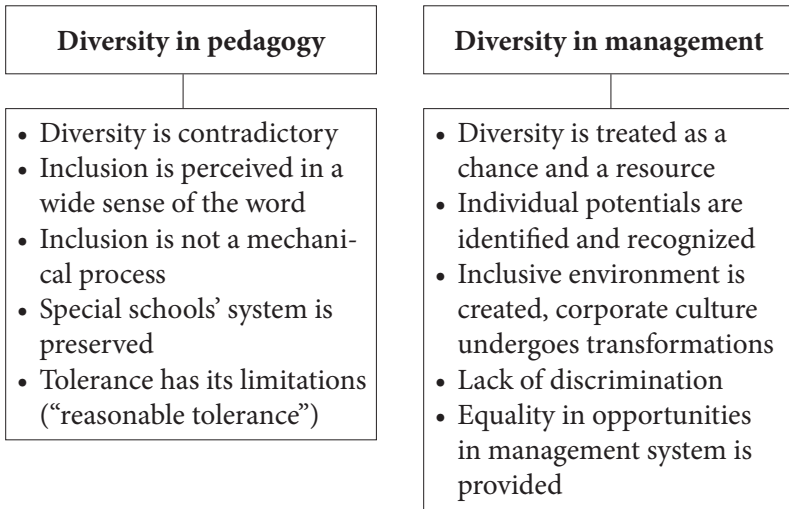 Diversity in pedagogy
• Diversity is contradictory
• Inclusion is perceived in a
wide sense of the word
• Inclusion is not a mechani-
cal process
• Special schools’ system is
preserved
• Tolerance has its limitations
(“reasonable tolerance”)
Diversity in management
• Diversity is treated as a
chance and a resource
• Individual potentials are
identified and recognized
• Inclusive environment is
created, corporate culture
undergoes transformations
• Lack of discrimination
• Equality in opportunities
in management system is
provided